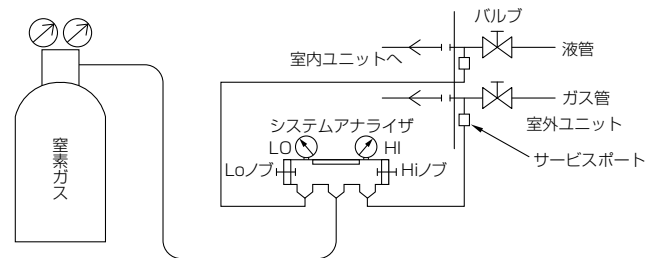 バルブ
液管
室内ユニットへ
ガス管
システムアナライザ
室外ユニット
LO
HI
サービスポート
Loノブ
Hiノブ
窒素ガス